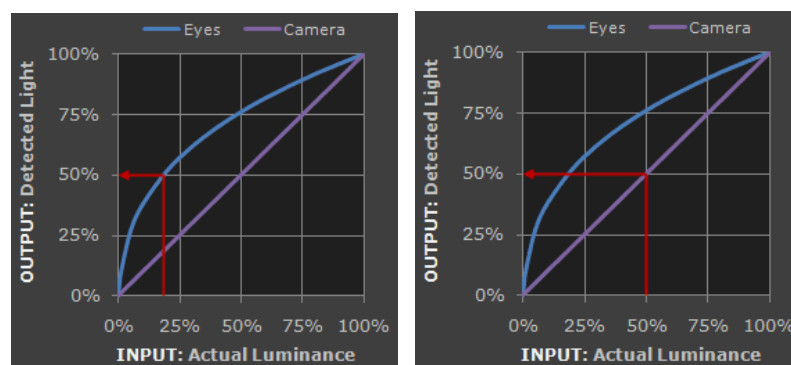 Eyes Camera
100%
75%
50%
25%
0%
0% 25% 50% 75% 100%
OUTPUT: Detected Light
INPUT: Actual Luminance
Eyes Camera
100%
75%
50%
25%
0%
0% 25% 50% 75% 100%
OUTPUT: Detected Light
INPUT: Actual Luminance